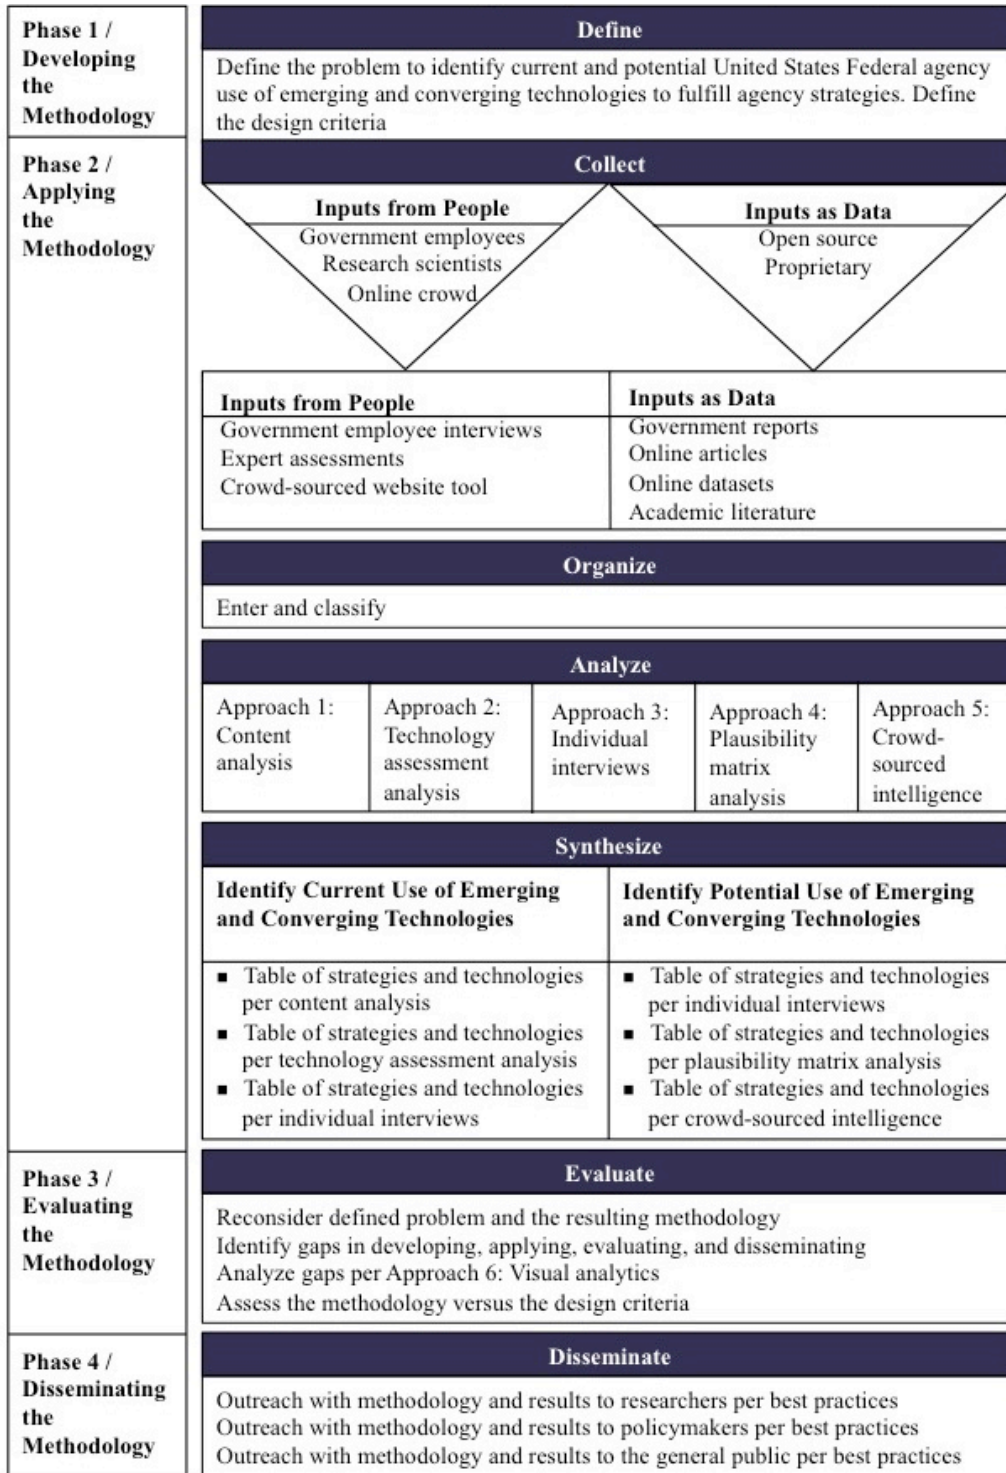 Phase 1 /
Developing
the
Methodology
Define
Define the problem to identify current and potential United States Federal agency
use of emerging and converging technologies to fulfill agency strategies. Define
the design criteria
Phase 2 /
Applying
the
Methodology
Collect
Inputs from People
Government employees
Research scientists
Online crowd
Inputs as Data
Open source
Proprietary
Inputs from People
Government employee interviews
Expert assessments
Crowd-sourced website tool
Inputs as Data
Government reports
Online articles
Online datasets
Academic literature
Organize
Enter and classify
Analyze
Approach 1:
Content
analysis
Approach 2:
Technology
assessment
analysis
Approach 3:
Individual
interviews
Approach 4:
Plausibility
matrix
analysis
Approach 5:
Crowd-
sourced
intelligence
Synthesize
Identify Current Use of Emerging
and Converging Technologies
▪ Table of strategies and technologies
per content analysis
▪ Table of strategies and technologies
per technology assessment analysis
▪ Table of strategies and technologies
per individual interviews
Identify Potential Use of Emerging
and Converging Technologies
▪ Table of strategies and technologies
per individual interviews
▪ Table of strategies and technologies
per plausibility matrix analysis
▪ Table of strategies and technologies
per crowd-sourced intelligence
Phase 3 /
Evaluating
the
Methodology
Evaluate
Reconsider defined problem and the resulting methodology
Identify gaps in developing, applying, evaluating, and disseminating
Analyze gaps per Approach 6: Visual analytics
Assess the methodology versus the design criteria
Phase 4 /
Disseminating
the
Methodology
Disseminate
Outreach with methodology and results to researchers per best practices
Outreach with methodology and results to policymakers per best practices
Outreach with methodology and results to the general public per best practices